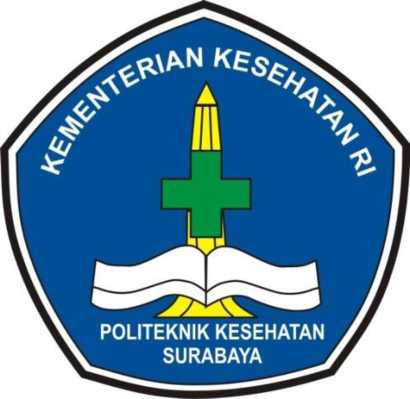 KEMENTERIAN KESEHATAN RI
POLITEKNIK KESEHATAN
SURABAYA